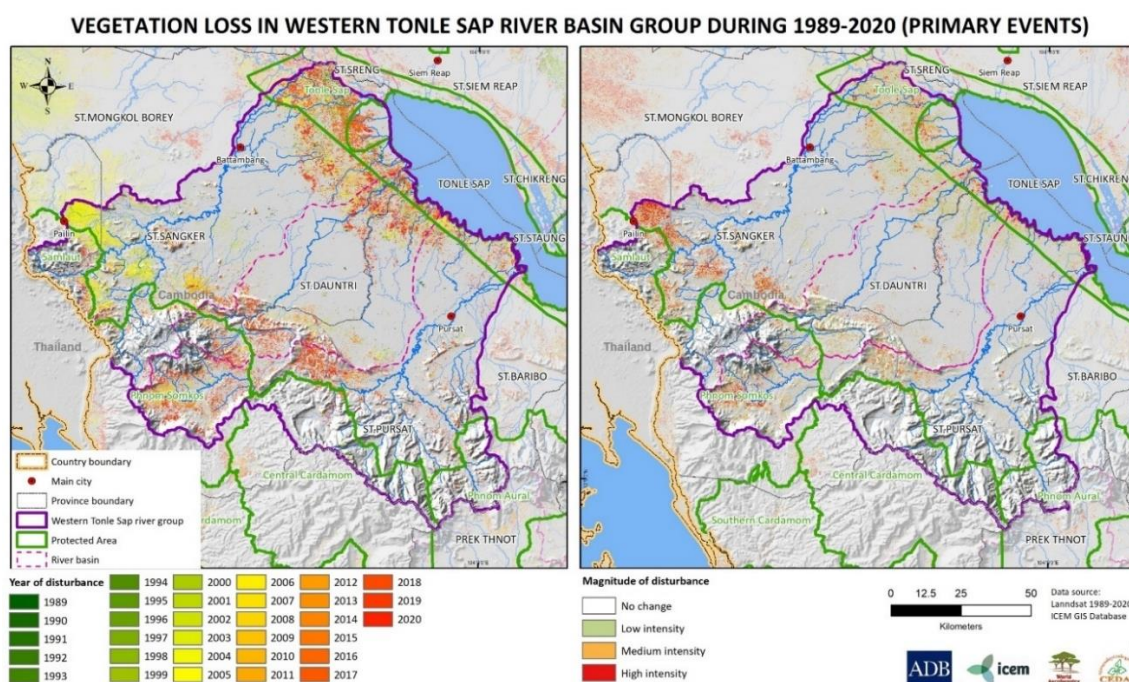 VEGETATION LOSS IN WESTERN TONLE SAP RIVER BASIN GROUP DURING 1989-2020 (PRIMARY EVENTS)
N
W E
S
ST.SRENG
Siem Reap
Tonle Sap
ST.SIEM REAP
ST.MONGKOL BOREY
Battambang
TONLE SAP
ST.CHIKRENG
Pailin
ST.SANGKER
ST.STAUNG
Samlaut
ST.DAUNTRI
Cambodia
Pursat
Thailand
ST.BARIBO
Phnom Samkos
ST.PURSAT
Central Cardamom
Phnom Aural
PREK THNOT
Country boundary
Main city
Province boundary
Western Tonle Sap river group
Protected Area
River basin
Year of disturbance
1989
1990
1991
1992
1993
1994
1995
1996
1997
1998
1999
2000
2001
2002
2003
2004
2005
2006
2007
2008
2009
2010
2011
2012
2013
2014
2015
2016
2017
2018
2019
2020
ST.SRENG
Siem Reap
Tonle Sap
ST.SIEM REAP
ST.MONGKOL BOREY
Battambang
TONLE SAP
ST.CHIKRENG
Pailin
ST.SANGKER
ST.STAUNG
Samlaut
ST.DAUNTRI
Cambodia
Pursat
Thailand
ST.BARIBO
Phnom Samkos
ST.PURSAT
Central Cardamom
Phnom Aural
Southern Cardamom
PREK THNOT
Magnitude of disturbance
No change
Low intensity
Medium intensity
High intensity
0 12.5 25 50
Kilometers
Data source:
Lanndsat 1989-2020
ICEM GIS Database
ADB
icem
World
CEDA